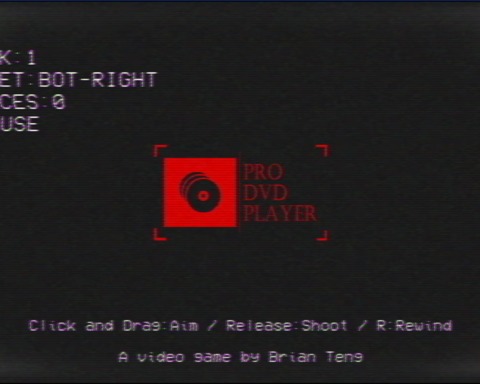 K:1
ET:BOT-RIGHT
CES:0
USE
PRO
DVD
PLAYER
Click and Drag:Aim / Release:Shoot / R:Rewind
A video game by Brian Teng